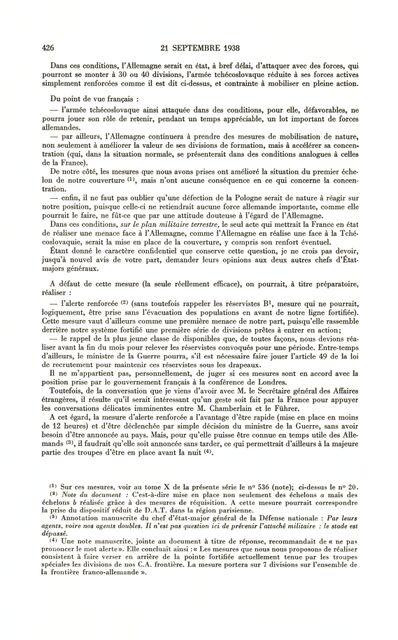 426 21 SEPTEMBRE 1938
Dans ces conditions, l'Allemagne serait en état, à bref délai, d'attaquer avec des forces, qui
pourront se monter à 30 ou 40 divisions, l'armée tchécoslovaque réduite à ses forces actives
simplement renforcées comme il est dit ci-dessus, et contrainte à mobiliser en pleine action.
Du point de vue français :
— l'armée tchécoslovaque ainsi attaquée dans des conditions, pour elle, défavorables, ne
pourra jouer son rôle de retenir, pendant un temps appréciable, un lot important de forces
allemandes.
— par ailleurs, l'Allemagne continuera à prendre des mesures de mobilisation de nature,
non seulement à améliorer la valeur de ses divisions de formation, mais à accélérer sa concen-
tration (qui, dans la situation normale, se présenterait dans des conditions analogues à celles
de la France).
De notre côté, les mesures que nous avons prises ont amélioré la situation du premier éche-
lon de notre couverture (1), mais n'ont aucune conséquence en ce qui concerne la concen-
tration.
— enfin, il ne faut pas oublier qu'une défection de la Pologne serait de nature à réagir sur
notre position, puisque celle-ci ne retiendrait aucune force allemande importante, comme elle
pourrait le faire, ne fût-ce que par une attitude douteuse à l'égard de l'Allemagne.
Dans ces conditions, sur le plan militaire terrestre, le seul acte qui mettrait la France en état
de réaliser une menace face à l'Allemagne, comme l'Allemagne en réalise une face à la Tché-
coslovaquie, serait la mise en place de la couverture, y compris son renfort éventuel.
Étant donné le caractère confidentiel que conserve cette question, je ne crois pas devoir,
jusqu'à nouvel avis de votre part, demander leurs opinions aux deux autres chefs d'État-
majors généraux.
A défaut de cette mesure (la seule réellement efficace), on pourrait, à titre préparatoire,
réaliser :
— l'alerte renforcée (2) (sans toutefois rappeler les réservistes B1, mesure qui ne pourrait,
logiquement, être prise sans l'évacuation des populations en avant de notre ligne fortifiée).
Cette mesure vaut d'ailleurs comme une première menace de notre part, puisqu'elle rassemble
derrière notre système fortifié une première série de divisions prêtes à entrer en action;
— le rappel de la plus jeune classe de disponibles que, de toutes façons, nous devons réa-
liser avant la fin du mois pour relever les réservistes convoqués pour une période. Entre-temps
d'ailleurs, le ministre de la Guerre pourra, s'il est nécessaire faire jouer l'article 49 de la loi
de recrutement pour maintenir ces réservistes sous les drapeaux.
Il ne m'appartient pas, personnellement, de juger si ces mesures sont en accord avec la
position prise par le gouvernement français à la conférence de Londres.
Toutefois, de la conversation que je viens d'avoir avec M. le Secrétaire général des Affaires
étrangères, il résulte qu'il serait intéressant qu'un geste soit fait par la France pour appuyer
les conversations délicates imminentes entre M. Chamberlain et le Führer.
A cet égard, la mesure d'alerte renforcée a l'avantage d'être rapide (mise en place en moins
de 12 heures) et d'être déclenchée par simple décision du ministre de la Guerre, sans avoir
besoin d'être annoncée au pays. Mais, pour qu'elle puisse être connue en temps utile des Alle-
mands (3), il faudrait qu'elle soit annoncée sans tarder, ce qui permettrait d'ailleurs à la majeure
partie des troupes d'être en place avant la nuit (4).
(1) Sur ces mesures, voir au tome X de la présente série le n° 536 (note); ci-dessus le n° 20.
(2) Note du document : C'est-à-dire mise en place non seulement des échelons a mais des
échelons b réalisée grâce à des mesures de réquisition. A cette mesure pourrait correspondre
la prise du dispositif réduit de D.A.T. dans la région parisienne.
(3) Annotation manuscrite du chef d'état-major général de la Défense nationale : Par leurs
agents, voire nos agents doubles. Il n'est pas question ici de prévenir l'attaché militaire : le stade est
dépassé.
(4) Une note manuscrite, jointe au document à titre de réponse, recommandait de « ne pas
prononcer le mot alerte ». Elle concluait ainsi : « Les mesures que nous nous proposons de réaliser
consistent à faire verser en arrière de la pointe fortifiée actuellement tenue par les troupes
spéciales les divisions de nos C.A. frontière. La mesure portera sur 7 divisions sur l'ensemble de
la frontière franco-allemande ».